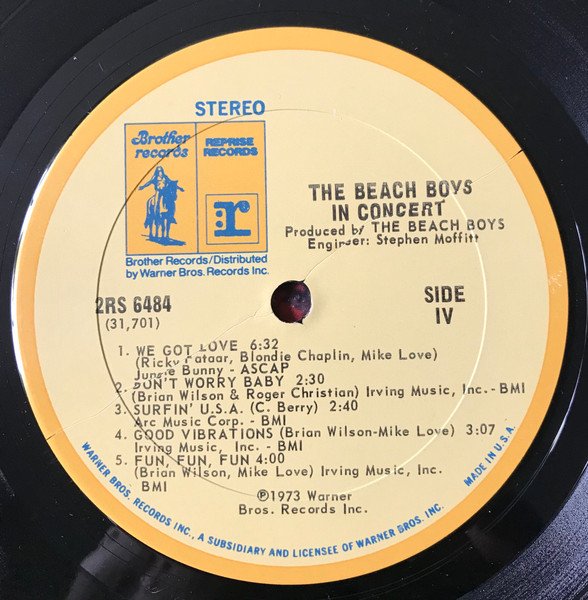 STEREO
Brother
records
REPRISE
RECORDS
r
Brother Records/Distributed
by Warner Bros. Records Inc.
THE BEACH BOYS
IN CONCERT
Produced by THE BEACH BOYS
Engineer: Stephen Moffitt
2RS 6484
(31,701)
SIDE
IV
1. WE GOT LOVE 6:32
(Ricky Fataar, Blondie Chaplin, Mike Love)
Jungle Bunny - ASCAP
2. DON'T WORRY BABY 2:30
(Brian Wilson & Roger Christian) Irving Music, Inc. - BMI
3. SURFIN' U.S.A. (C. Berry) 2:40
Arc Music Corp. - BMI
4. GOOD VIBRATIONS (Brian Wilson-Mike Love) 3:07
Irving Music, Inc. - BMI
5. FUN, FUN, FUN 4:00
(Brian Wilson, Mike Love) Irving Music, Inc.
BMI
℗1973 Warner
Bros. Records Inc.
WARNER BROS. RECORDS INC., A SUBSIDIARY AND LICENSEE OF WARNER BROS. INC.
MADE IN U.S.A.